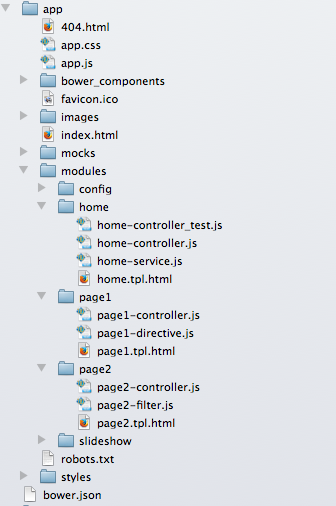 app
404.html
app.css
app.js
bower_components
favicon.ico
images
index.html
mocks
modules
config
home
home-controller_test.js
home-controller.js
home-service.js
home.tpl.html
page1
page1-controller.js
page1-directive.js
page1.tpl.html
page2
page2-controller.js
page2-filter.js
page2.tpl.html
slideshow
robots.txt
styles
bower.json